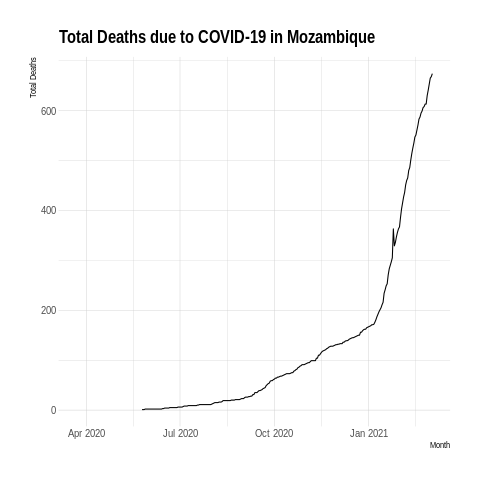 Total Deaths due to COVID-19 in Mozambique
Total Deaths
600
400
200
0
Apr 2020 Jul 2020 Oct 2020 Jan 2021
Month